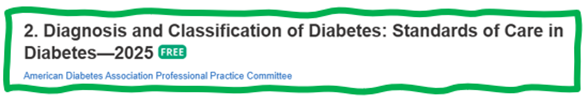 2. Diagnosis and Classification of Diabetes: Standards of Care in
Diabetes—2025 FREE
American Diabetes Association Professional Practice Committee